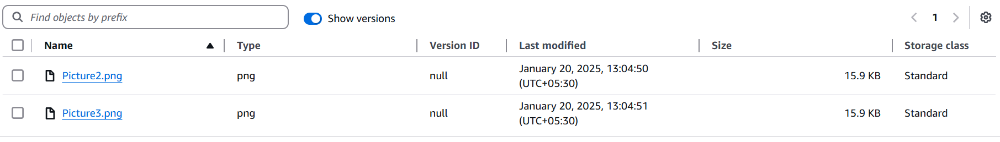 Find objects by prefix Show versions 1
Name Type Version ID Last modified Size Storage class
Picture2.png png null January 20, 2025, 13:04:50 (UTC+05:30) 15.9 KB Standard
Picture3.png png null January 20, 2025, 13:04:51 (UTC+05:30) 15.9 KB Standard